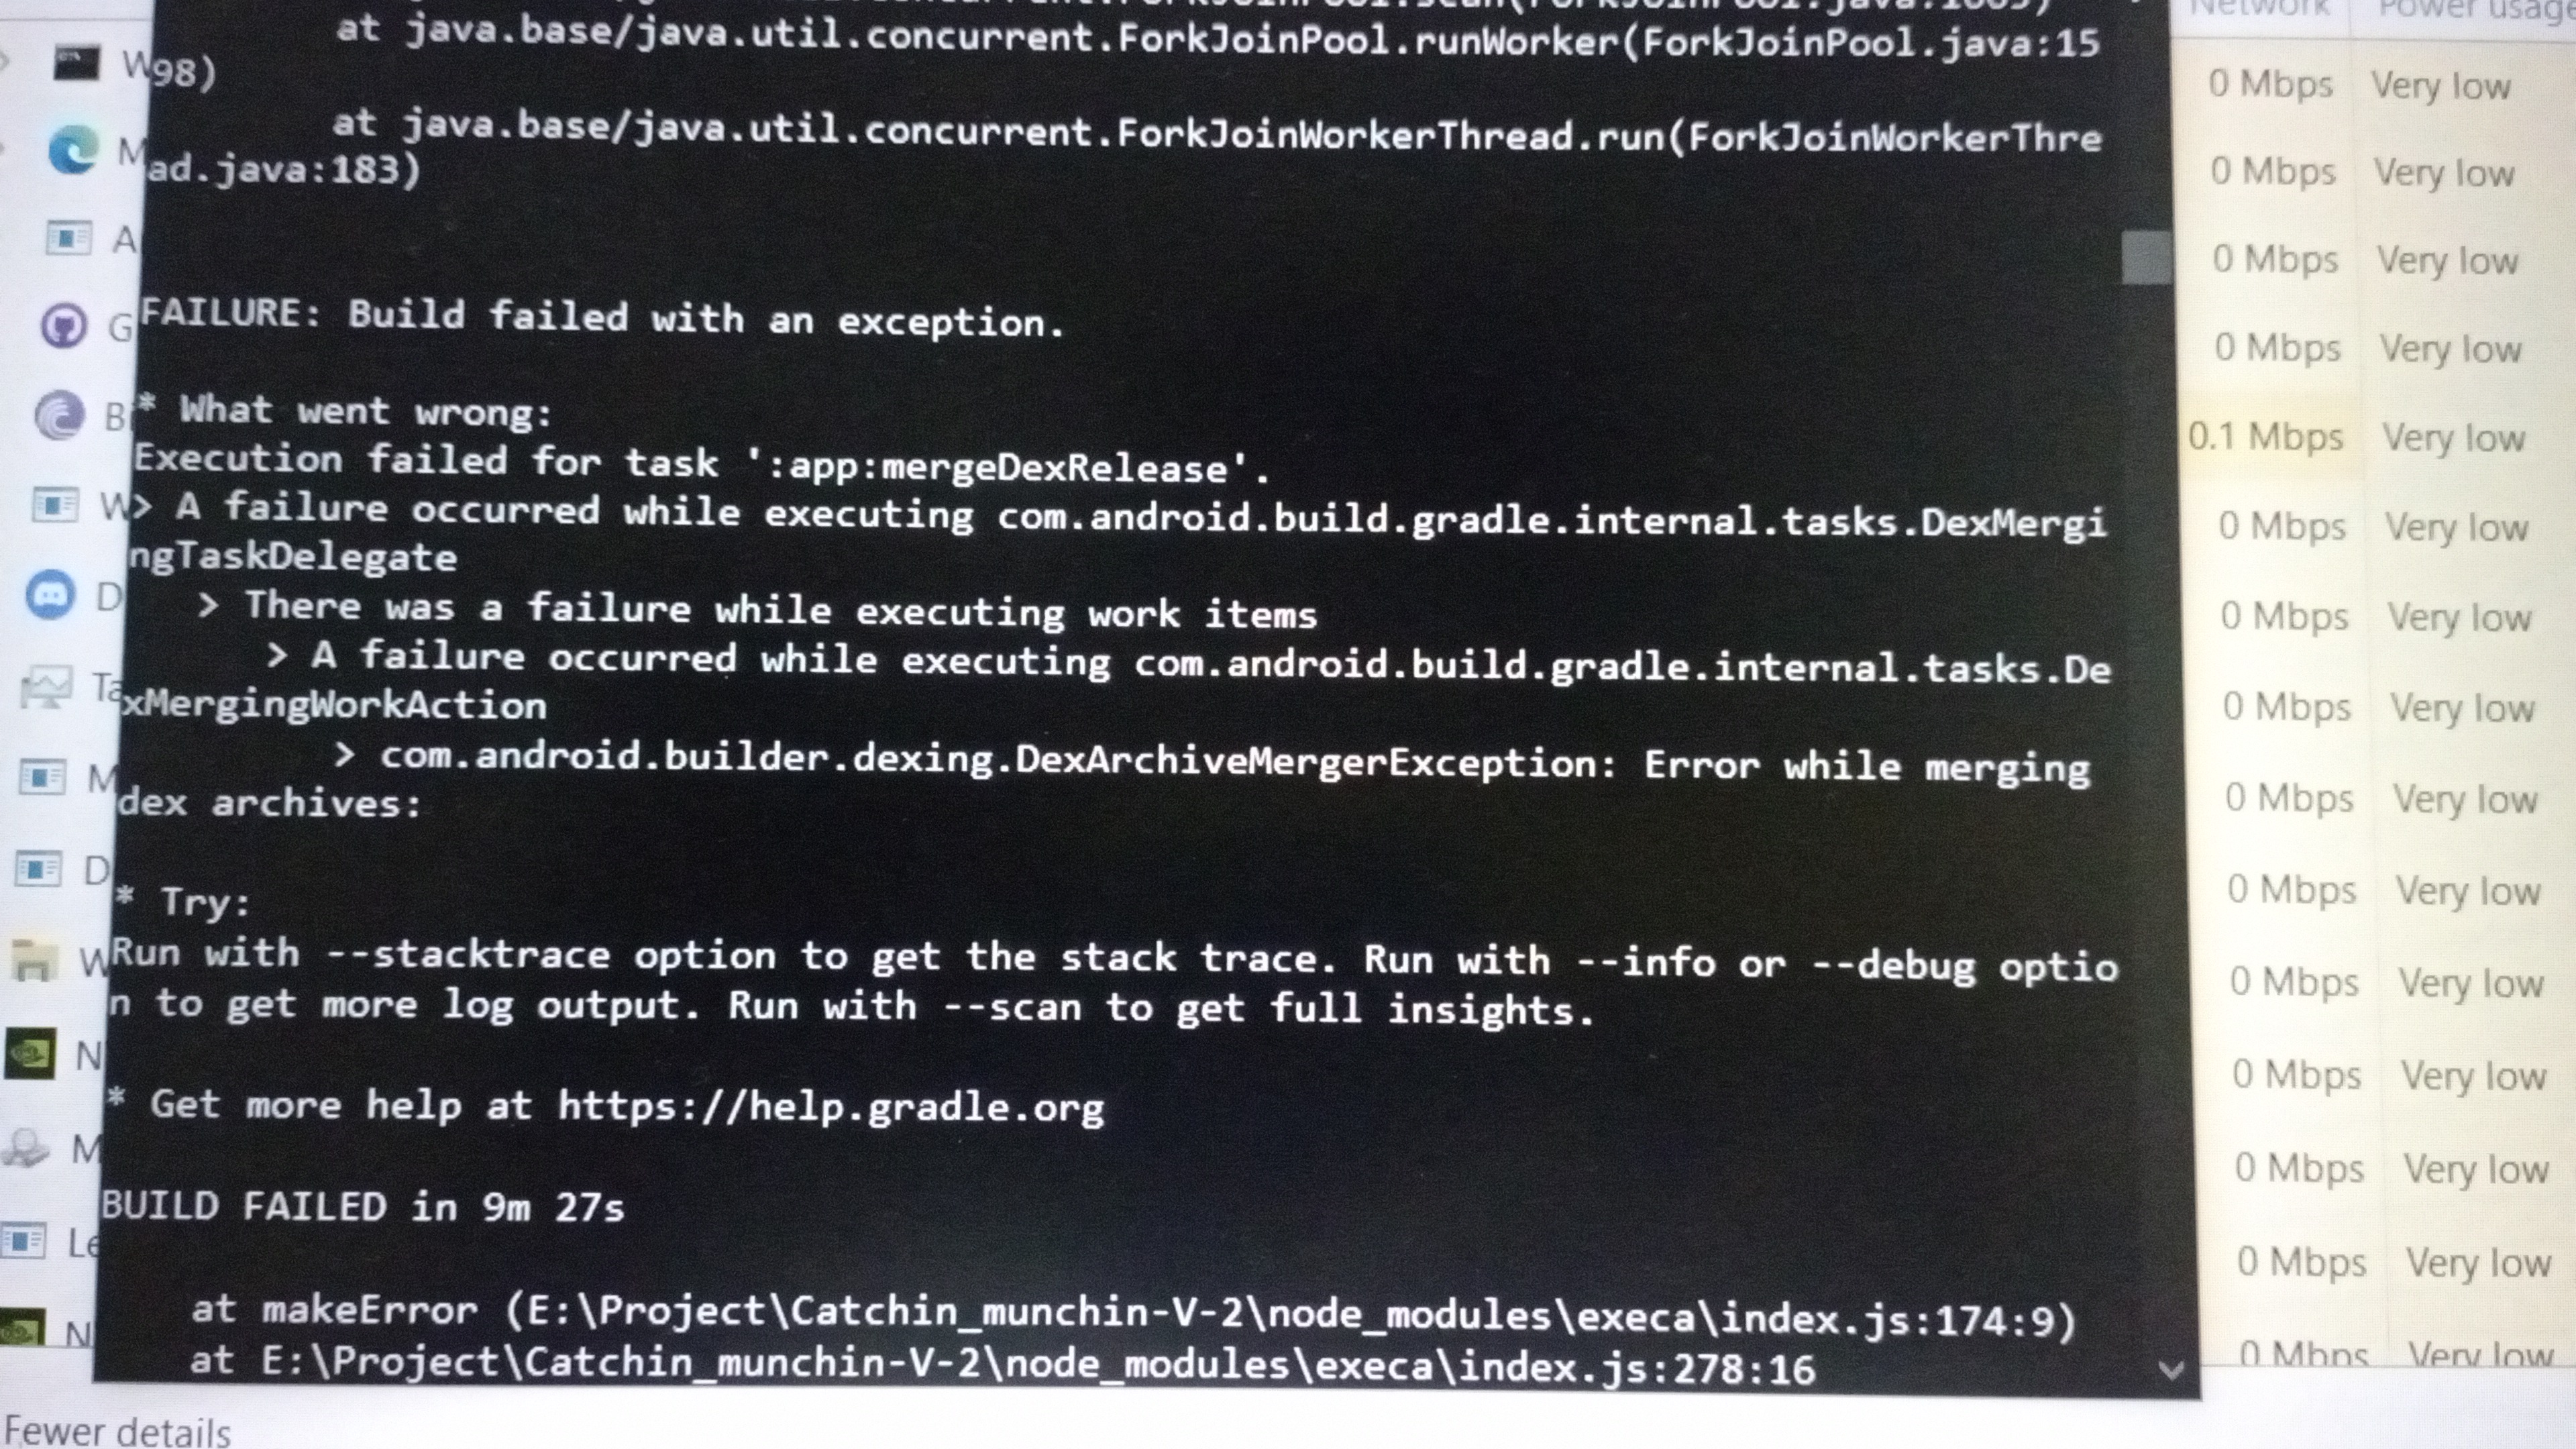 Network Power usage
at java.base/java.util.concurrent.ForkJoinPool.runWorker(ForkJoinPool.java:15
98)
at java.base/java.util.concurrent.ForkJoinWorkerThread.run(ForkJoinWorkerThre
ad.java:183)
FAILURE: Build failed with an exception.
* What went wrong:
Execution failed for task ':app:mergeDexRelease'.
> A failure occurred while executing com.android.build.gradle.internal.tasks.DexMergi
ngTaskDelegate
> There was a failure while executing work items
> A failure occurred while executing com.android.build.gradle.internal.tasks.De
xMergingWorkAction
> com.android.builder.dexing.DexArchiveMergerException: Error while merging
dex archives:
* Try:
Run with --stacktrace option to get the stack trace. Run with --info or --debug optio
n to get more log output. Run with --scan to get full insights.
* Get more help at https://help.gradle.org
BUILD FAILED in 9m 27s
at makeError (E:\Project\Catchin_munchin-V-2\node_modules\execa\index.js:174:9)
at E:\Project\Catchin_munchin-V-2\node_modules\execa\index.js:278:16
W
M
A
G
B
W
D
Ta
M
D
W
N
M
Le
N
0 Mbps Very low
0 Mbps Very low
0 Mbps Very low
0 Mbps Very low
0.1 Mbps Very low
0 Mbps Very low
0 Mbps Very low
0 Mbps Very low
0 Mbps Very low
0 Mbps Very low
0 Mbps Very low
0 Mbps Very low
0 Mbps Very low
0 Mbps Very low
0 Mbps Very low
Fewer details